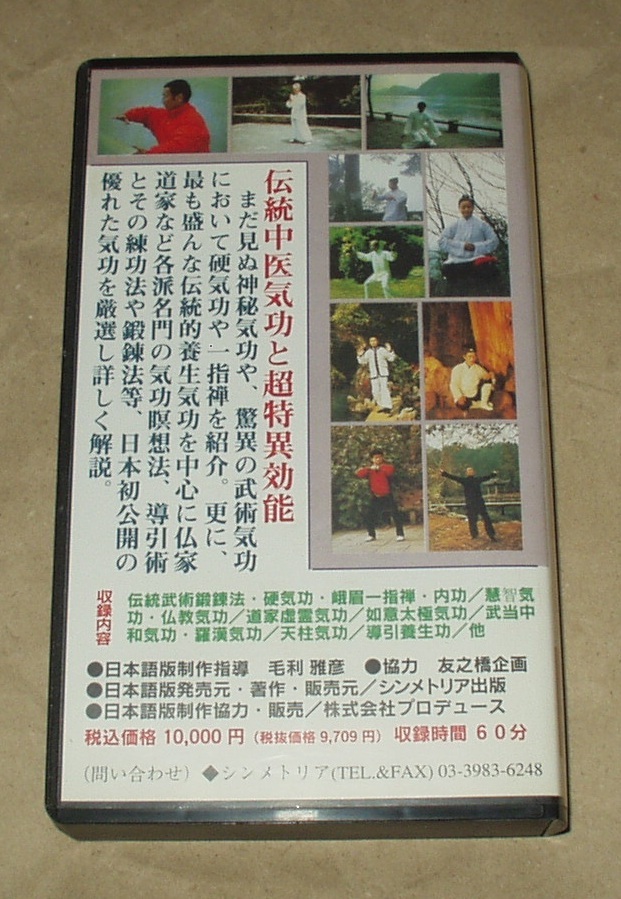 伝統中医気功と超特異効能
まだ見ぬ神秘気功や、驚異の武術気功
において硬気功や一指禅を紹介。更に、
最も盛んな伝統的養生気功を中心に仏家
道家など各派名門の気功瞑想法、導引術
とその練功法や鍛錬法等、日本初公開の
優れた気功を厳選し詳しく解説。
収録内容
伝統武術鍛錬法・硬気功・峨眉一指禅・内功／慧智気
功・仏教気功／道家虚霊気功／如意太極気功／武当中
和気功・羅漢気功／天柱気功／導引養生功／他
●日本語版制作指導 毛利 雅彦 ●協力 友之橋企画
●日本語版発売元・著作・販売元／シンメトリア出版
●日本語版制作協力・販売／株式会社プロデュース
税込価格 10,000 円（税抜価格 9,709 円） 収録時間 ６０分
（問い合わせ）◆シンメトリア(TEL.&FAX) 03-3983-6248